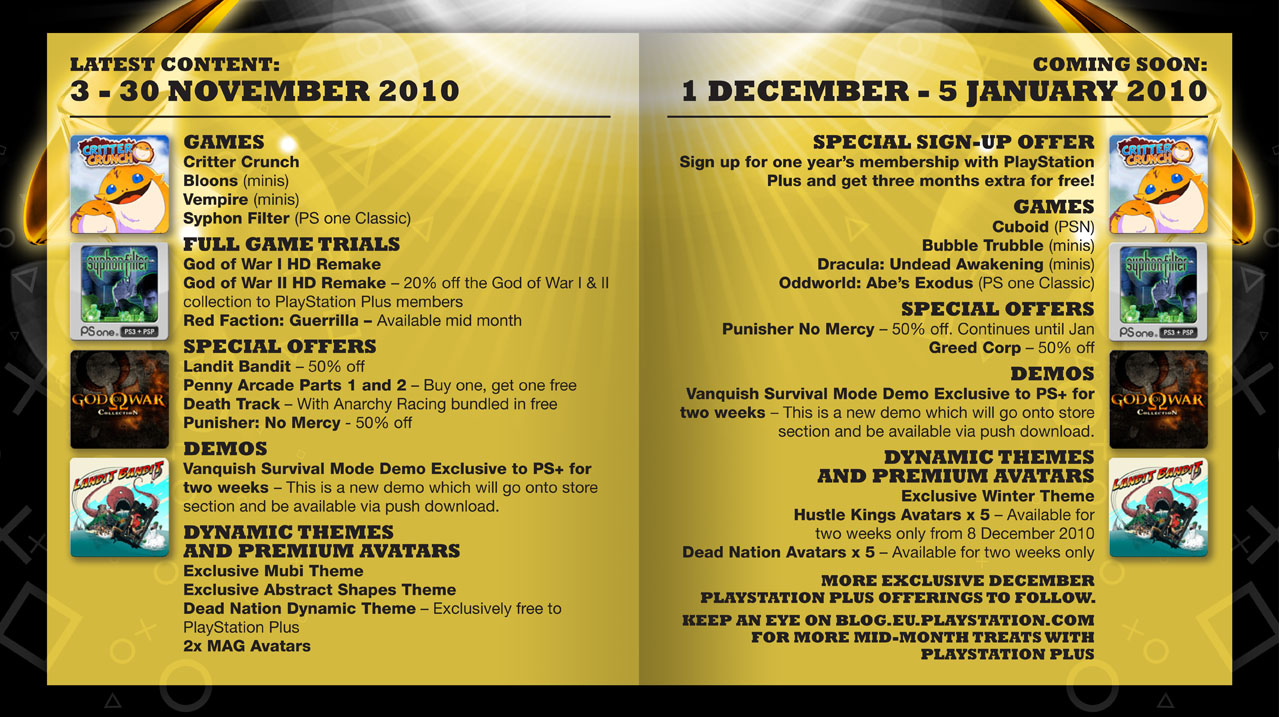 LATEST CONTENT:
3 - 30 NOVEMBER 2010
CRITTER
CRUNCH
GAMES
Critter Crunch
Bloons (minis)
Vempire (minis)
Syphon Filter (PS one Classic)
syphon filter
PS one. PS3 + PSP
FULL GAME TRIALS
God of War I HD Remake
God of War II HD Remake – 20% off the God of War I & II
collection to PlayStation Plus members
Red Faction: Guerrilla – Available mid month
GOD OF WAR
COLLECTION
SPECIAL OFFERS
Landit Bandit – 50% off
Penny Arcade Parts 1 and 2 – Buy one, get one free
Death Track – With Anarchy Racing bundled in free
Punisher: No Mercy - 50% off
LANDIT BANDIT
DEMOS
Vanquish Survival Mode Demo Exclusive to PS+ for
two weeks – This is a new demo which will go onto store
section and be available via push download.
DYNAMIC THEMES
AND PREMIUM AVATARS
Exclusive Mubi Theme
Exclusive Abstract Shapes Theme
Dead Nation Dynamic Theme – Exclusively free to
PlayStation Plus
2x MAG Avatars
COMING SOON:
1 DECEMBER - 5 JANUARY 2010
SPECIAL SIGN-UP OFFER
Sign up for one year's membership with PlayStation
Plus and get three months extra for free!
CRITTER
CRUNCH
GAMES
Cuboid (PSN)
Bubble Trubble (minis)
Dracula: Undead Awakening (minis)
Oddworld: Abe's Exodus (PS one Classic)
syphon filter
PS one. PS3 + PSP
SPECIAL OFFERS
Punisher No Mercy – 50% off. Continues until Jan
Greed Corp – 50% off
DEMOS
Vanquish Survival Mode Demo Exclusive to PS+ for
two weeks – This is a new demo which will go onto store
section and be available via push download.
GOD OF WAR
COLLECTION
DYNAMIC THEMES
AND PREMIUM AVATARS
Exclusive Winter Theme
Hustle Kings Avatars x 5 – Available for
two weeks only from 8 December 2010
Dead Nation Avatars x 5 – Available for two weeks only
LANDIT BANDIT
MORE EXCLUSIVE DECEMBER
PLAYSTATION PLUS OFFERINGS TO FOLLOW.
KEEP AN EYE ON BLOG.EU.PLAYSTATION.COM
FOR MORE MID-MONTH TREATS WITH
PLAYSTATION PLUS